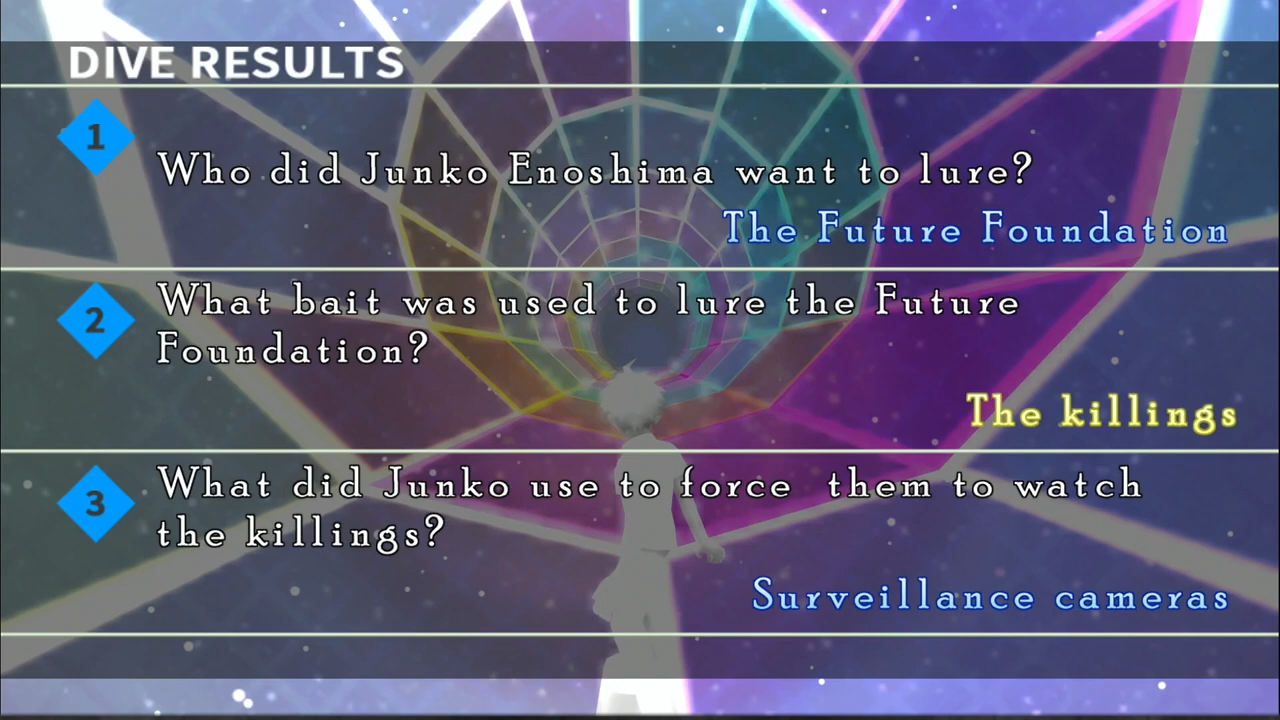 DIVE RESULTS
1
Who did Junko Enoshima want to lure?
The Future Foundation
2
What bait was used to lure the Future
Foundation?
The killings
3
What did Junko use to force them to watch
the killings?
Surveillance cameras